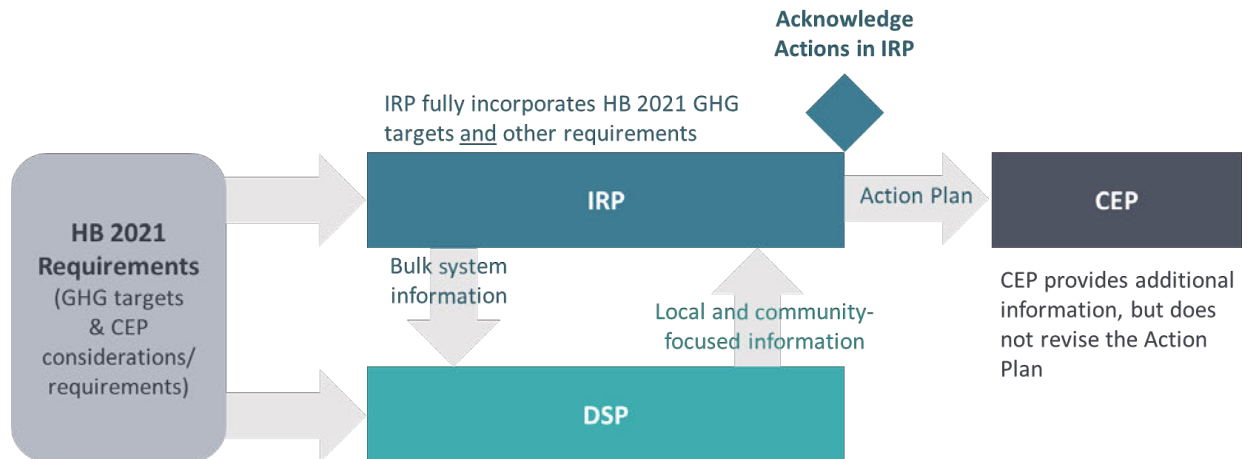 Acknowledge
Actions in IRP
IRP fully incorporates HB 2021 GHG
targets and other requirements
HB 2021
Requirements
(GHG targets
& CEP
considerations/
requirements)
IRP
Action Plan
CEP
Bulk system
information
Local and community-
focused information
CEP provides additional
information, but does
not revise the Action
Plan
DSP